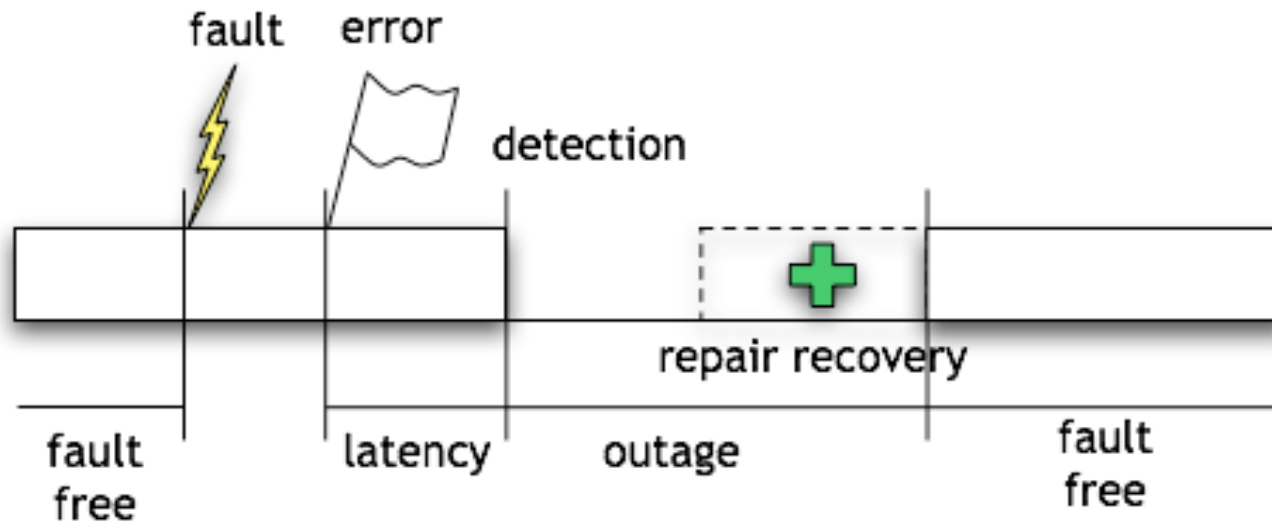 fault
error
detection
repair recovery
fault
free
latency
outage
fault
free